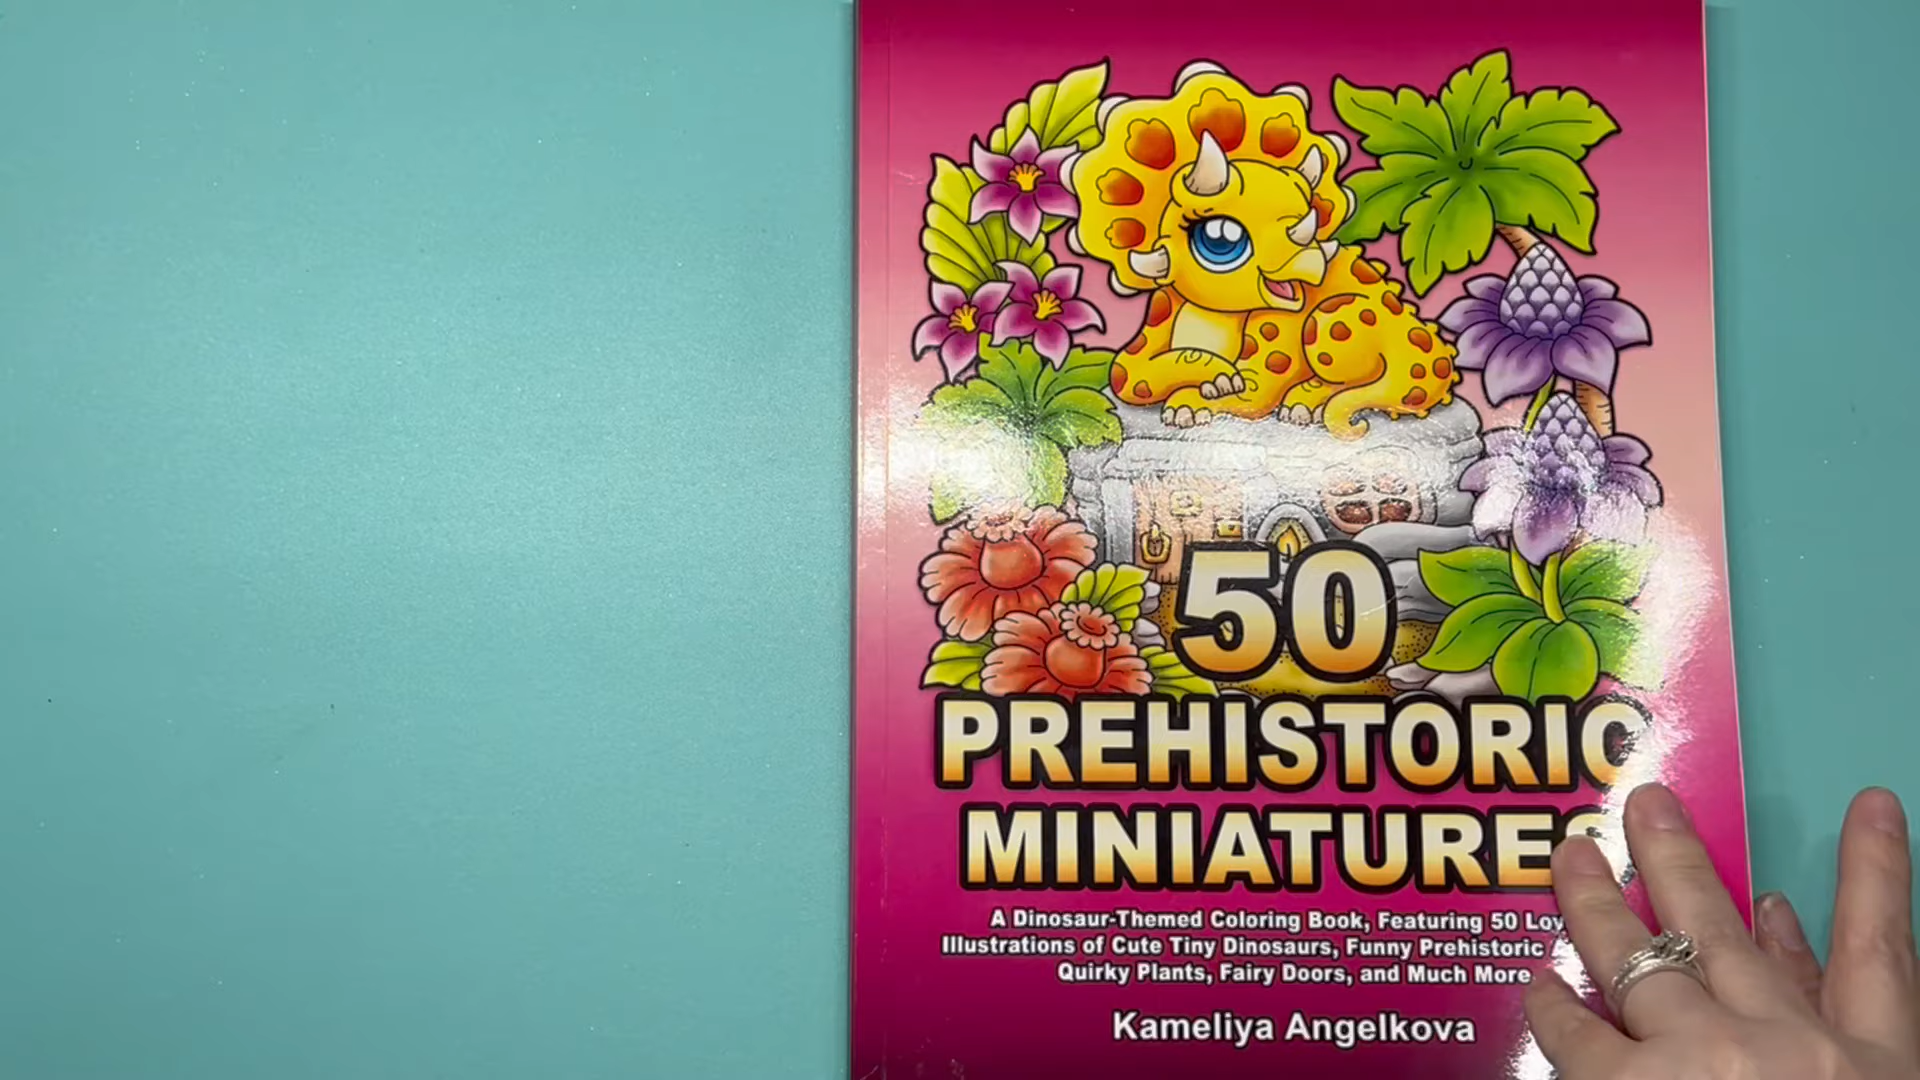 50
PREHISTORIC
MINIATURES
A Dinosaur-Themed Coloring Book, Featuring 50
Illustrations of Cute Tiny Dinosaurs, Funny Prehistoric
Quirky Plants, Fairy Doors, and Much More
Kameliya Angelkova